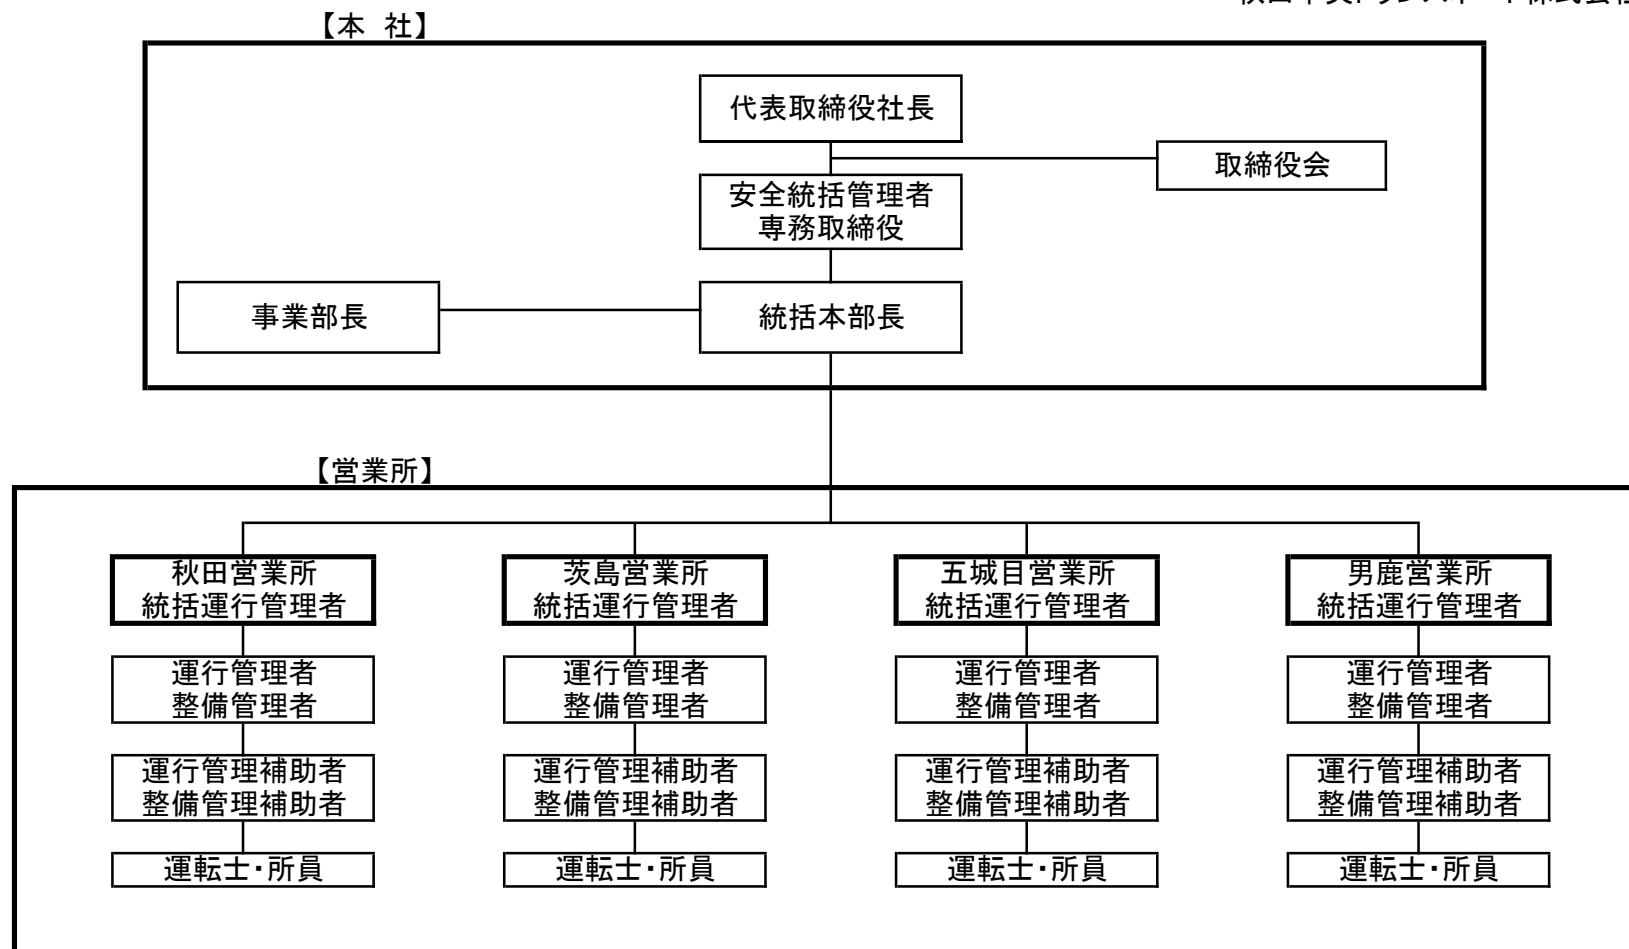 【本 社】
代表取締役社長
取締役会
安全統括管理者
専務取締役
事業部長
統括本部長
【営業所】
秋田営業所
統括運行管理者
茨島営業所
統括運行管理者
五城目営業所
統括運行管理者
男鹿営業所
統括運行管理者
運行管理者
整備管理者
運行管理者
整備管理者
運行管理者
整備管理者
運行管理者
整備管理者
運行管理補助者
整備管理補助者
運行管理補助者
整備管理補助者
運行管理補助者
整備管理補助者
運行管理補助者
整備管理補助者
運転士・所員
運転士・所員
運転士・所員
運転士・所員